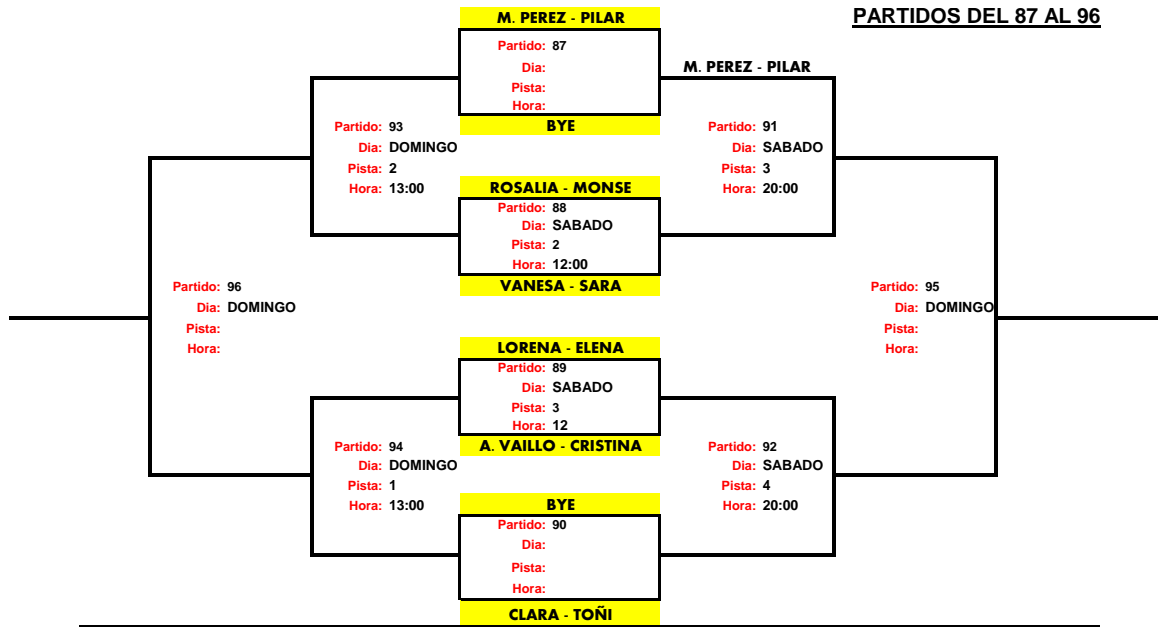 PARTIDOS DEL 87 AL 96
M. PEREZ - PILAR
Partido: 87
Dia:
Pista:
Hora:
BYE
M. PEREZ - PILAR
Partido: 93
Dia: DOMINGO
Pista: 2
Hora: 13:00
Partido: 91
Dia: SABADO
Pista: 3
Hora: 20:00
ROSALIA - MONSE
Partido: 88
Dia: SABADO
Pista: 2
Hora: 12:00
VANESA - SARA
Partido: 96
Dia: DOMINGO
Pista:
Hora:
Partido: 95
Dia: DOMINGO
Pista:
Hora:
LORENA - ELENA
Partido: 89
Dia: SABADO
Pista: 3
Hora: 12
A. VAILLO - CRISTINA
Partido: 94
Dia: DOMINGO
Pista: 1
Hora: 13:00
Partido: 92
Dia: SABADO
Pista: 4
Hora: 20:00
BYE
Partido: 90
Dia:
Pista:
Hora:
CLARA - TOÑI